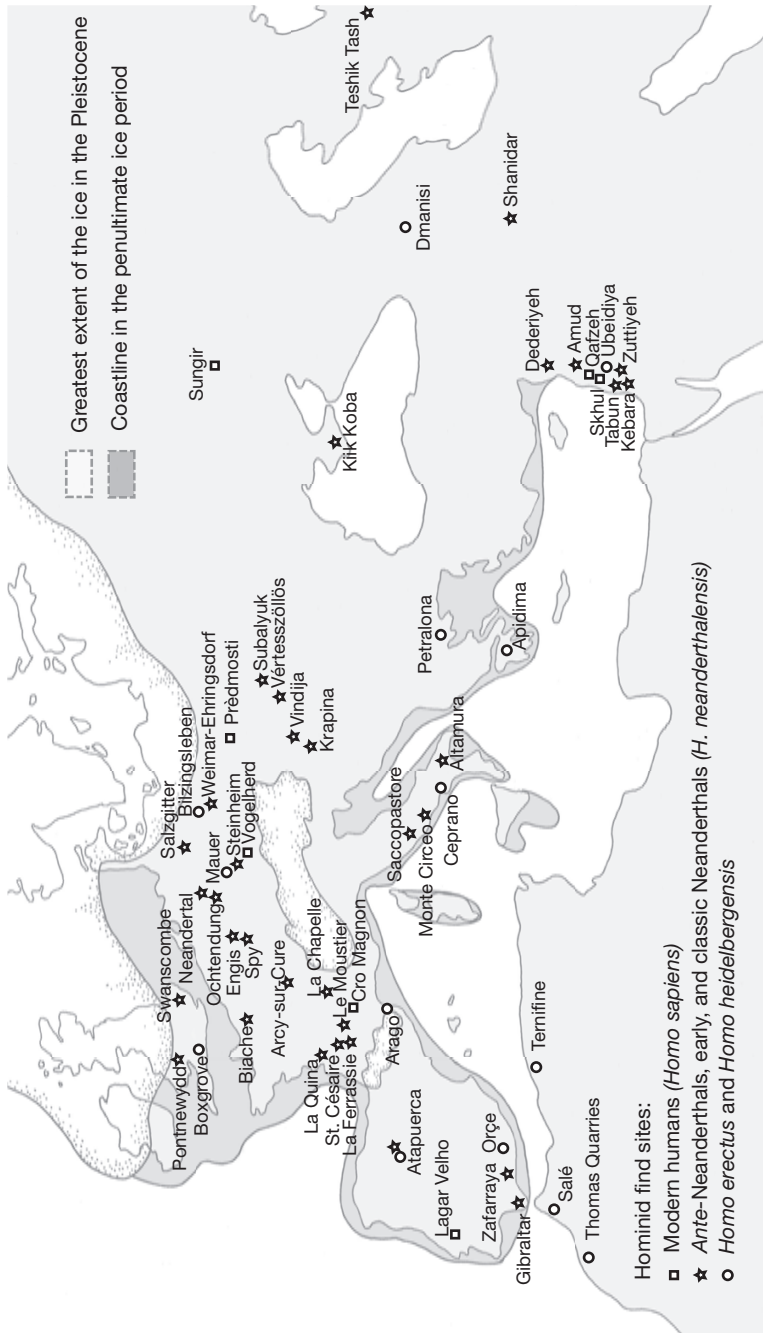 Greatest extent of the ice in the Pleistocene
Coastline in the penultimate ice period
Teshik Tash
Sungir
Dmanisi
Shanidar
Kiik Koba
Dederiyeh
Amud
Qafzeh
Ubeidiya
Zuttiyeh
Skhul
Tabun
Kebara
Pontnewydd
Boxgrove
Swanscombe
Neandertal
Ochtendung
Engis
Spy
Biache
Arcy-sur-Cure
Salzgitter
Bilzingsleben
Weimar-Ehringsdorf
Mauer
Steinheim
Vogelherd
Prèdmosti
Subalyuk
Vértesszöllös
Vindija
Krapina
La Quina
St. Césaire
La Ferrassie
La Chapelle
Le Moustier
Cro Magnon
Arago
Atapuerca
Lagar Velho
Zafarraya
Orçe
Gibraltar
Saccopastore
Monte Circeo
Ceprano
Altamura
Petralona
Apidima
Ternifine
Salé
Thomas Quarries
Hominid find sites:
Modern humans (Homo sapiens)
Ante-Neanderthals, early, and classic Neanderthals (H. neanderthalensis)
Homo erectus and Homo heidelbergensis